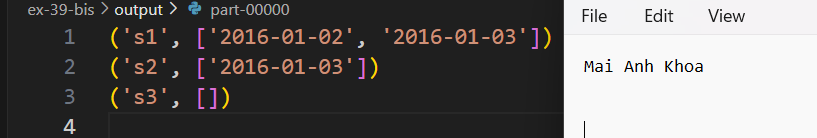 ex-39-bis > output > part-00000
1 ('s1', ['2016-01-02', '2016-01-03'])
2 ('s2', ['2016-01-03'])
3 ('s3', [])
4
File Edit View
Mai Anh Khoa